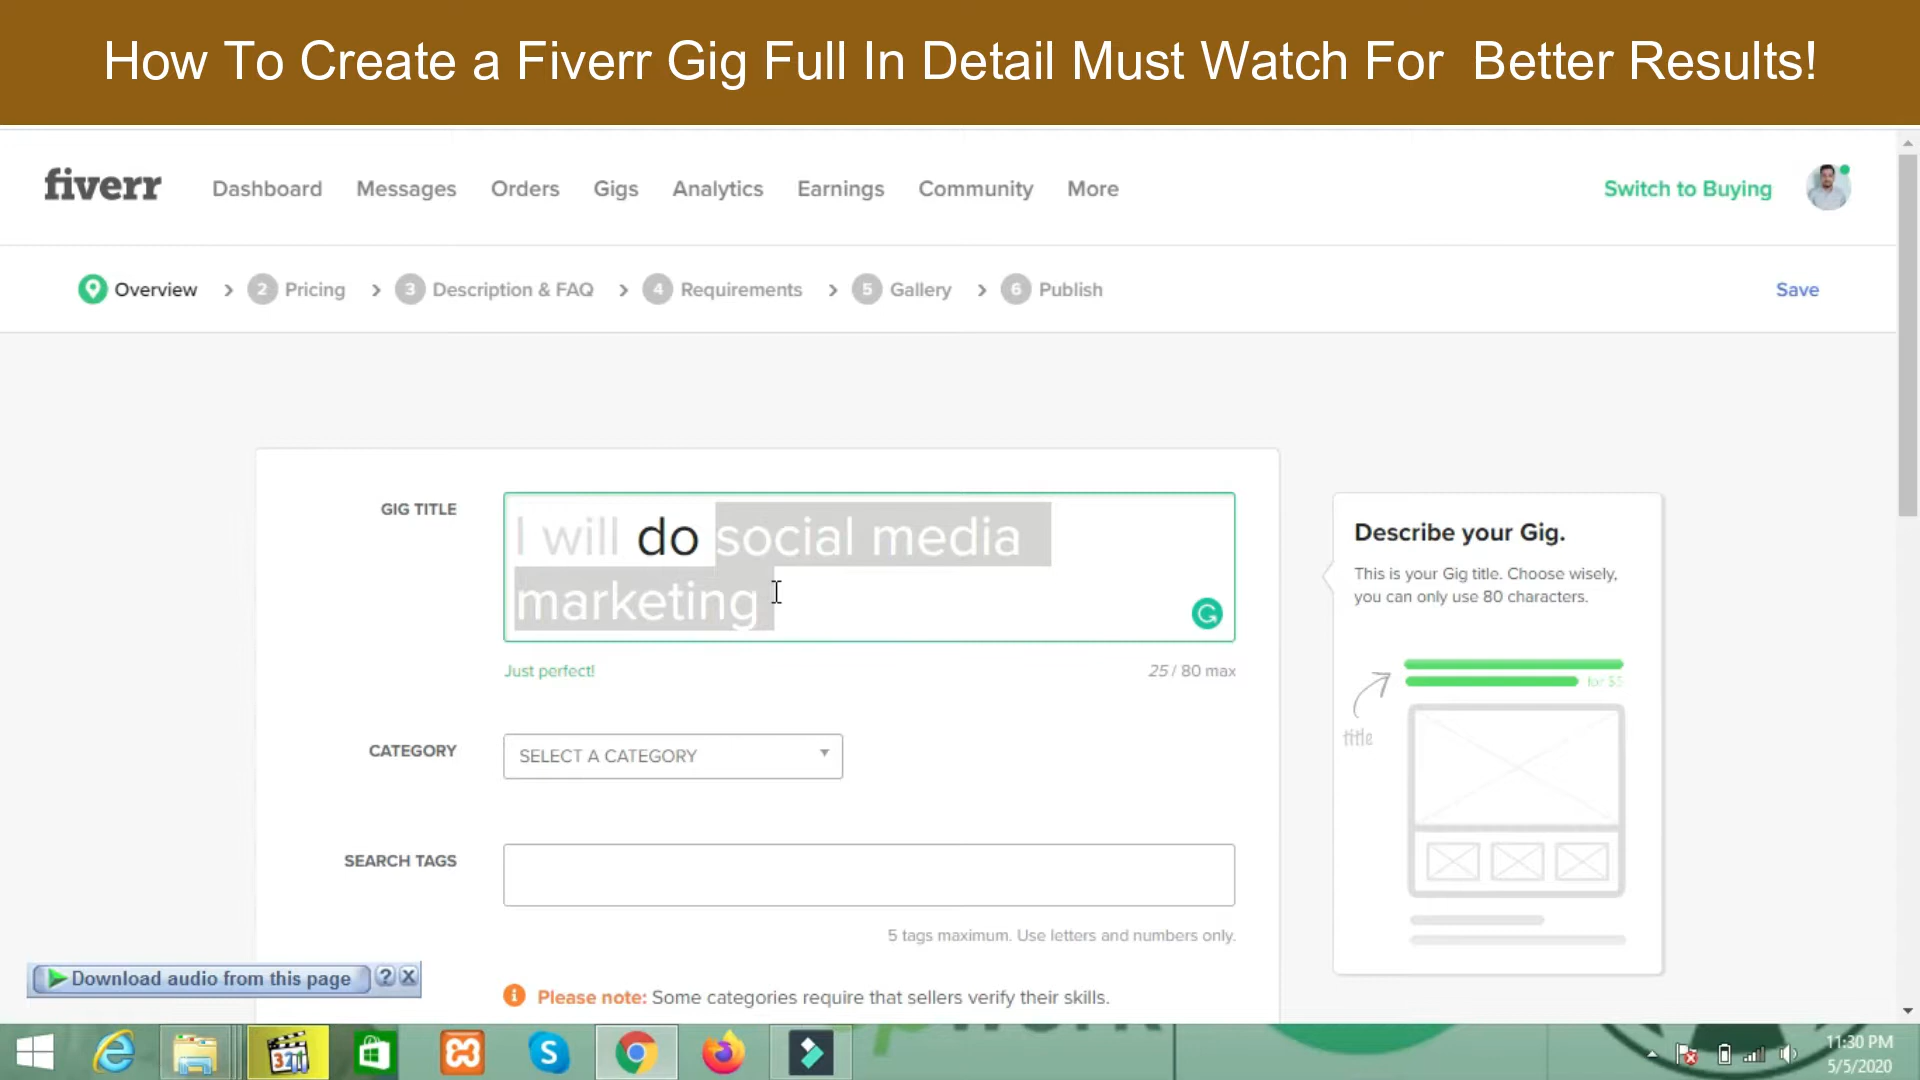 How To Create a Fiverr Gig Full In Detail Must Watch For Better Results!
fiverr Dashboard Messages Orders Gigs Analytics Earnings Community More Switch to Buying
Overview > 2 Pricing > 3 Description & FAQ > 4 Requirements > 5 Gallery > 6 Publish Save
GIG TITLE
I will do social media
marketing
Just perfect! 25 / 80 max
Describe your Gig.
This is your Gig title. Choose wisely,
you can only use 80 characters.
for $5
title
CATEGORY SELECT A CATEGORY
SEARCH TAGS
5 tags maximum. Use letters and numbers only.
Download audio from this page ? X
Please note: Some categories require that sellers verify their skills.
321
11:30 PM
5/5/2020